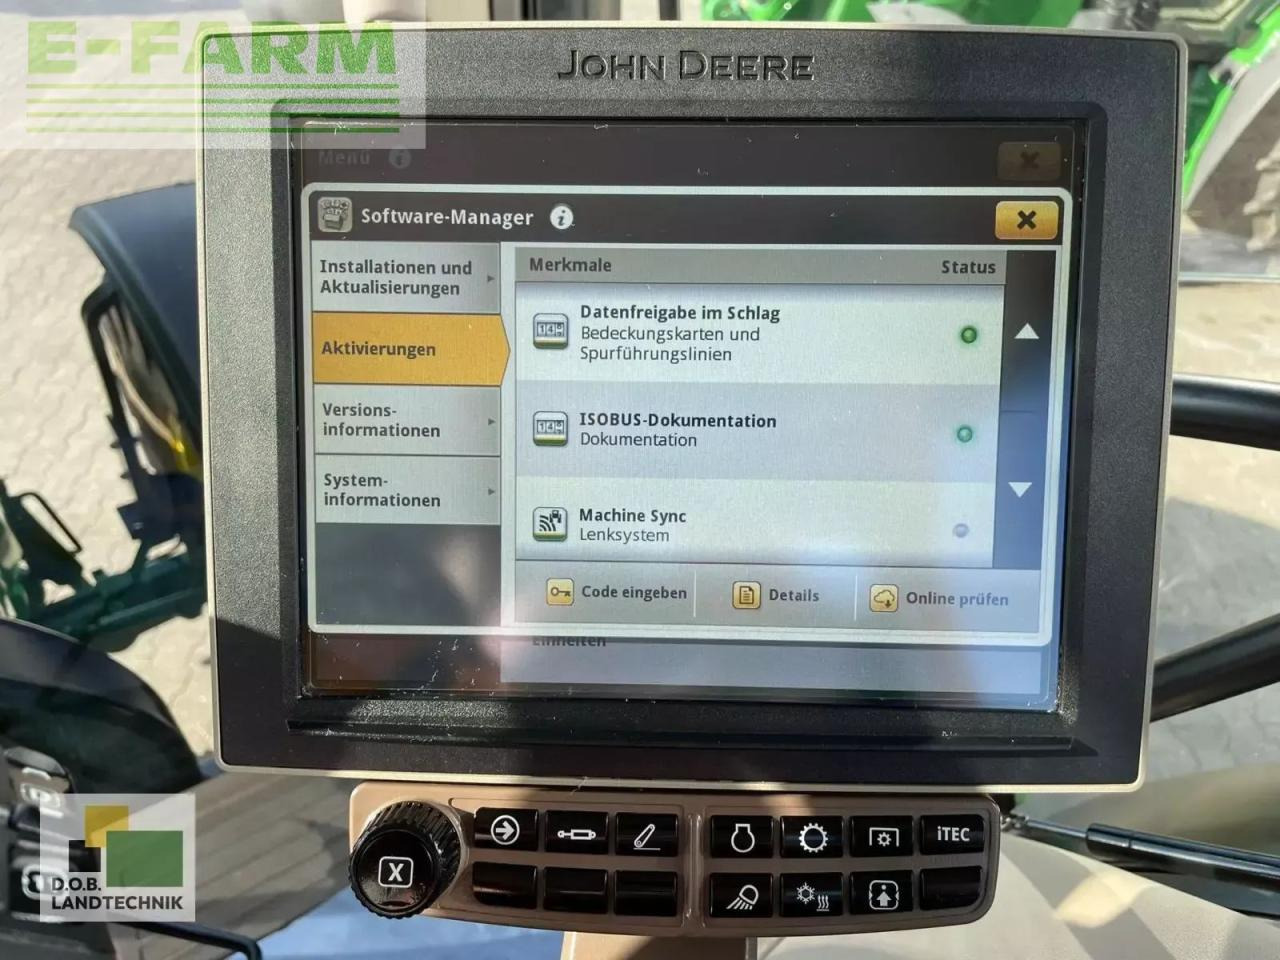 E-FARM
JOHN DEERE
Menü i
Software-Manager i
Installationen und
Aktualisierungen
Aktivierungen
Versions-
informationen
System-
informationen
Merkmale Status
Datenfreigabe im Schlag
Bedeckungskarten und
Spurführungslinien
ISOBUS-Dokumentation
Dokumentation
Machine Sync
Lenksystem
Code eingeben Details Online prüfen
Einheiten
X
iTEC
D.O.B.
LANDTECHNIK